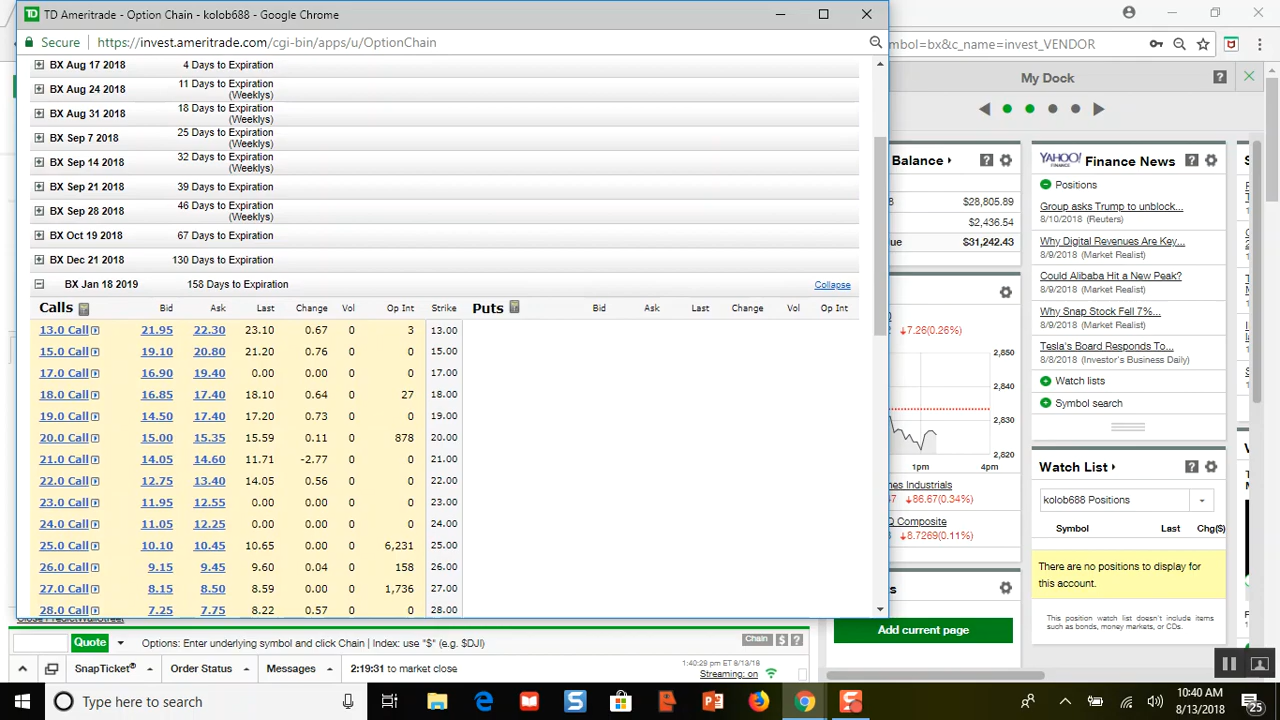 TD Ameritrade - Option Chain - kolob688 - Google Chrome
Secure https://invest.ameritrade.com/cgi-bin/apps/u/OptionChain
mbol=bx&c_name=invest_VENDOR
My Dock ?
BX Aug 17 2018 4 Days to Expiration
BX Aug 24 2018 11 Days to Expiration
(Weeklys)
BX Aug 31 2018 18 Days to Expiration
(Weeklys)
BX Sep 7 2018 25 Days to Expiration
(Weeklys)
BX Sep 14 2018 32 Days to Expiration
(Weeklys)
BX Sep 21 2018 39 Days to Expiration
BX Sep 28 2018 46 Days to Expiration
(Weeklys)
BX Oct 19 2018 67 Days to Expiration
BX Dec 21 2018 130 Days to Expiration
BX Jan 18 2019 158 Days to Expiration Collapse
Calls Bid Ask Last Change Vol Op Int Strike Puts Bid Ask Last Change Vol Op Int
13.0 Call 21.95 22.30 23.10 0.67 0 3 13.00
15.0 Call 19.10 20.80 21.20 0.76 0 0 15.00
17.0 Call 16.90 19.40 0.00 0.00 0 0 17.00
18.0 Call 16.85 17.40 18.10 0.64 0 27 18.00
19.0 Call 14.50 17.40 17.20 0.73 0 0 19.00
20.0 Call 15.00 15.35 15.59 0.11 0 878 20.00
21.0 Call 14.05 14.60 11.71 -2.77 0 0 21.00
22.0 Call 12.75 13.40 14.05 0.56 0 0 22.00
23.0 Call 11.95 12.55 0.00 0.00 0 0 23.00
24.0 Call 11.05 12.25 0.00 0.00 0 0 24.00
25.0 Call 10.10 10.45 10.65 0.00 0 6,231 25.00
26.0 Call 9.15 9.45 9.60 0.04 0 158 26.00
27.0 Call 8.15 8.50 8.59 0.00 0 1,736 27.00
28.0 Call 7.25 7.75 8.22 0.57 0 0 28.00
Balance ?
8 $28,805.89
$2,436.54
ue $31,242.43
7.26(0.26%)
2,850
2,840
2,830
2,820
1pm 4pm
nes Industrials
7 86.67(0.34%)
Q Composite
8.7269(0.11%)
s
Add current page
YAHOO! FINANCE Finance News ?
Positions
Group asks Trump to unblock...
8/10/2018 (Reuters)
Why Digital Revenues Are Key...
8/9/2018 (Market Realist)
Could Alibaba Hit a New Peak?
8/9/2018 (Market Realist)
Why Snap Stock Fell 7%...
8/9/2018 (Market Realist)
Tesla's Board Responds To...
8/8/2018 (Investor's Business Daily)
Watch lists
Symbol search
Watch List ?
kolob688 Positions
Symbol Last Chg($)
There are no positions to display for
this account.
This position watch list doesn't include items
such as bonds, money markets, or CDs.
Quote Options: Enter underlying symbol and click Chain | Index: use "$" (e.g. $DJI) Chain $ ?
SnapTicket® Order Status Messages 2:19:31 to market close
1:40:29 pm ET 8/13/18
Streaming: on
Type here to search
10:40 AM
8/13/2018
25